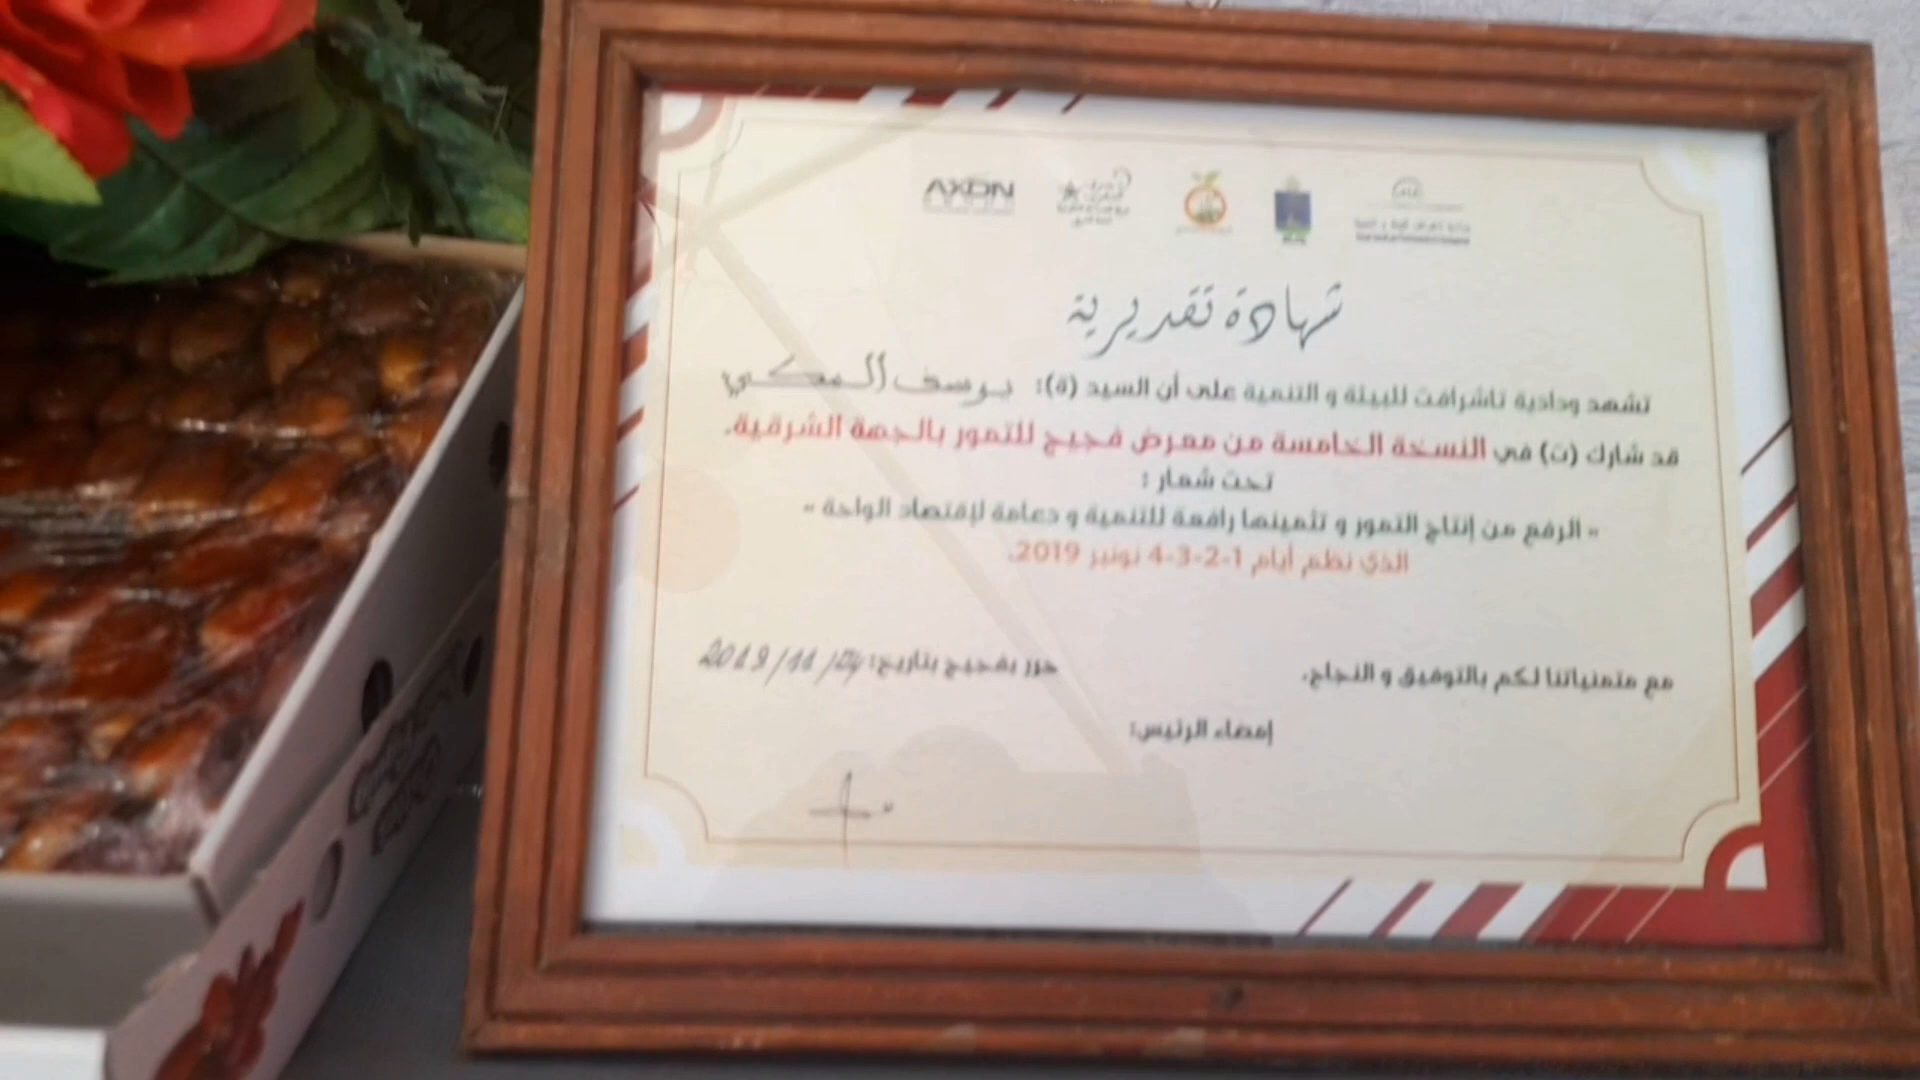 AXDN
شهادة تقديرية
تشهد ودادية تاشرافت للبيئة و التنمية على أن السيد (ة): يوسف المكي
قد شارك (ت) في النسخة الخامسة من معرض فجيج للتمور بالجهة الشرقية.
تحت شعار :
" الرفع من إنتاج التمور و تثمينها رافعة للتنمية و دعامة لإقتصاد الواحة "
الذي نظم أيام 1-2-3-4 نونبر 2019.
مع متمنياتنا لكم بالتوفيق و النجاح.
حرر بفجيج بتاريخ: 2019/11/04
إمضاء الرئيس: